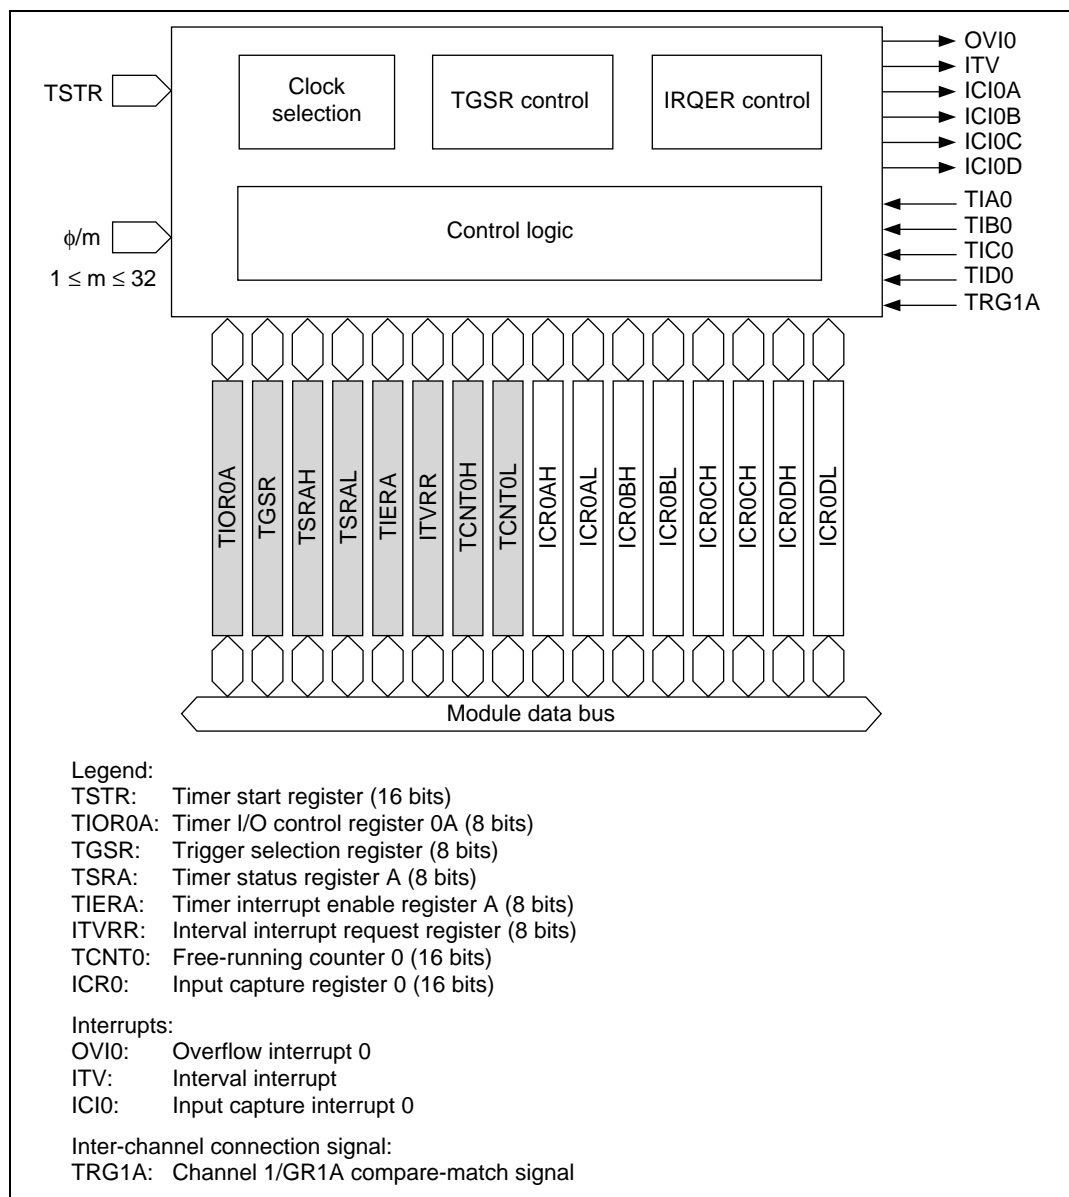 TSTR
φ/m
1 ≤ m ≤ 32
Clock
selection
TGSR control
IRQER control
Control logic
OVI0
ITV
ICI0A
ICI0B
ICI0C
ICI0D
TIA0
TIB0
TIC0
TID0
TRG1A
TIOR0A
TGSR
TSRAH
TSRAL
TIERA
ITVRR
TCNT0H
TCNT0L
ICR0AH
ICR0AL
ICR0BH
ICR0BL
ICR0CH
ICR0CH
ICR0DH
ICR0DL
Module data bus
Legend:
TSTR: Timer start register (16 bits)
TIOR0A: Timer I/O control register 0A (8 bits)
TGSR: Trigger selection register (8 bits)
TSRA: Timer status register A (8 bits)
TIERA: Timer interrupt enable register A (8 bits)
ITVRR: Interval interrupt request register (8 bits)
TCNT0: Free-running counter 0 (16 bits)
ICR0: Input capture register 0 (16 bits)
Interrupts:
OVI0: Overflow interrupt 0
ITV: Interval interrupt
ICI0: Input capture interrupt 0
Inter-channel connection signal:
TRG1A: Channel 1/GR1A compare-match signal